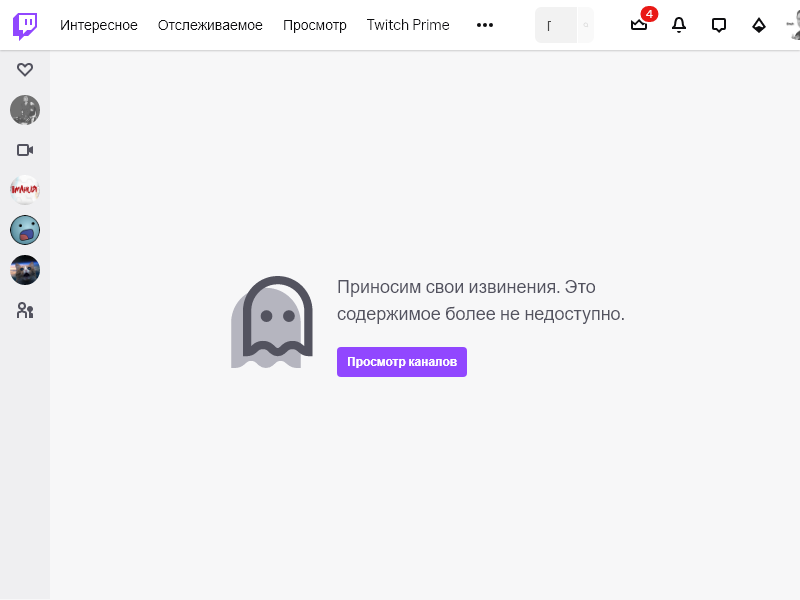 Интересное Отслеживаемое Просмотр Twitch Prime
4
Приносим свои извинения. Это
содержимое более не недоступно.
Просмотр каналов